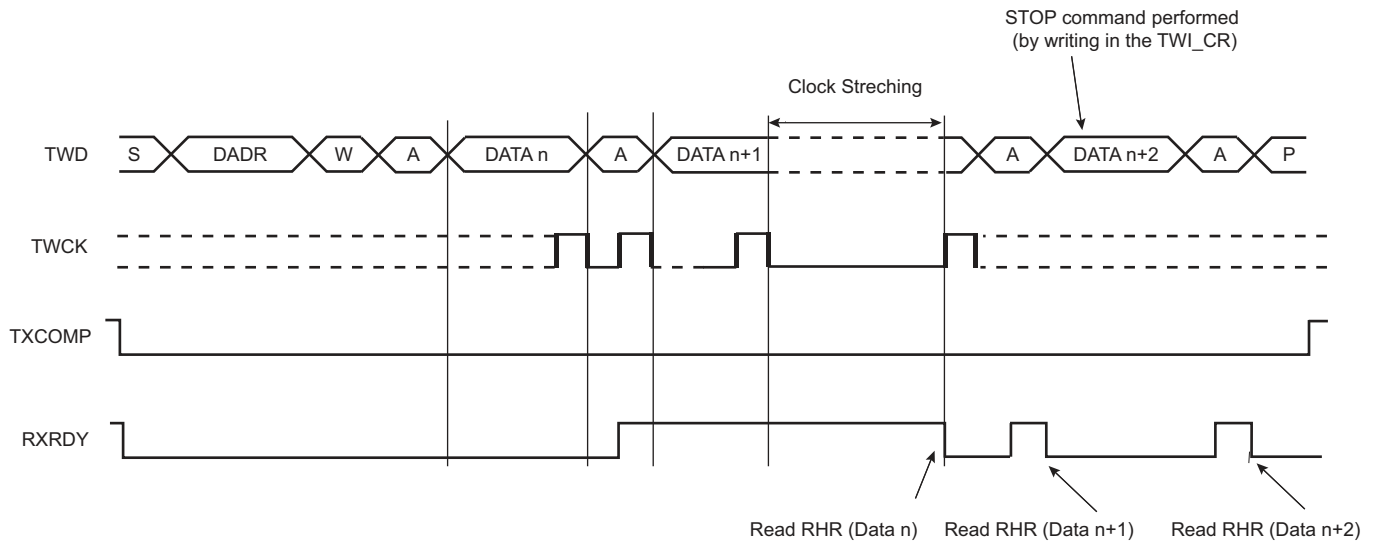 STOP command performed
(by writing in the TWI_CR)
Clock Streching
TWD S DADR W A DATA n A DATA n+1 A DATA n+2 A P
TWCK
TXCOMP
RXRDY
Read RHR (Data n) Read RHR (Data n+1) Read RHR (Data n+2)